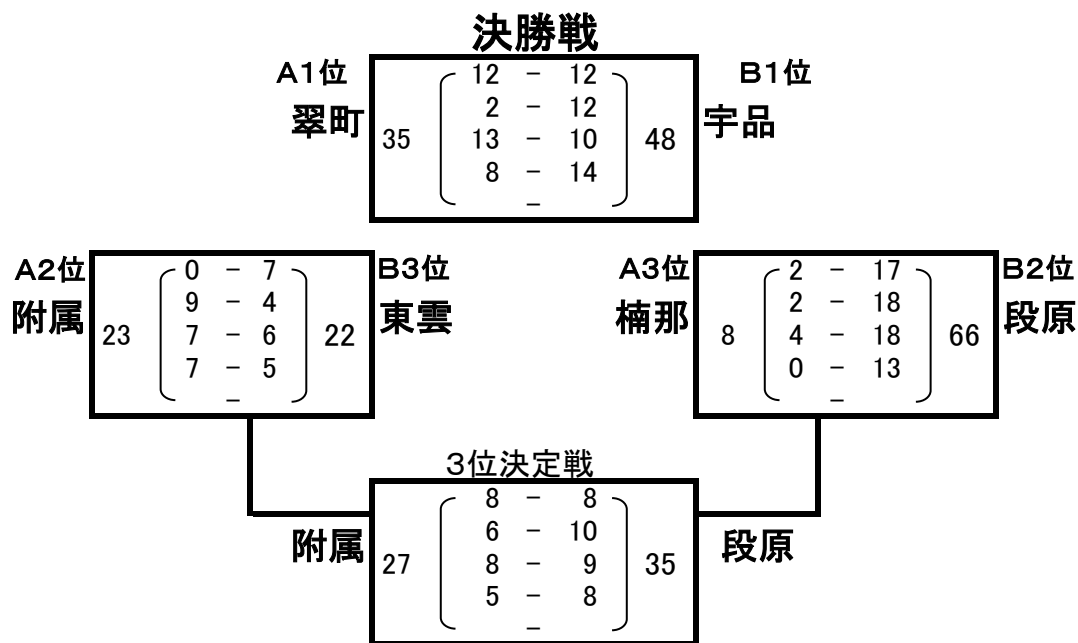 決勝戦
A1位 12 - 12 B1位
翠町 35 2 - 12 48 宇品
13 - 10
8 - 14
-
A2位 0 - 7 B3位
附属 23 9 - 4 22 東雲
7 - 6
7 - 5
-
A3位 2 - 17 B2位
楠那 8 2 - 18 66 段原
4 - 18
0 - 13
-
3位決定戦
8 - 8
附属 27 6 - 10 35 段原
8 - 9
5 - 8
-